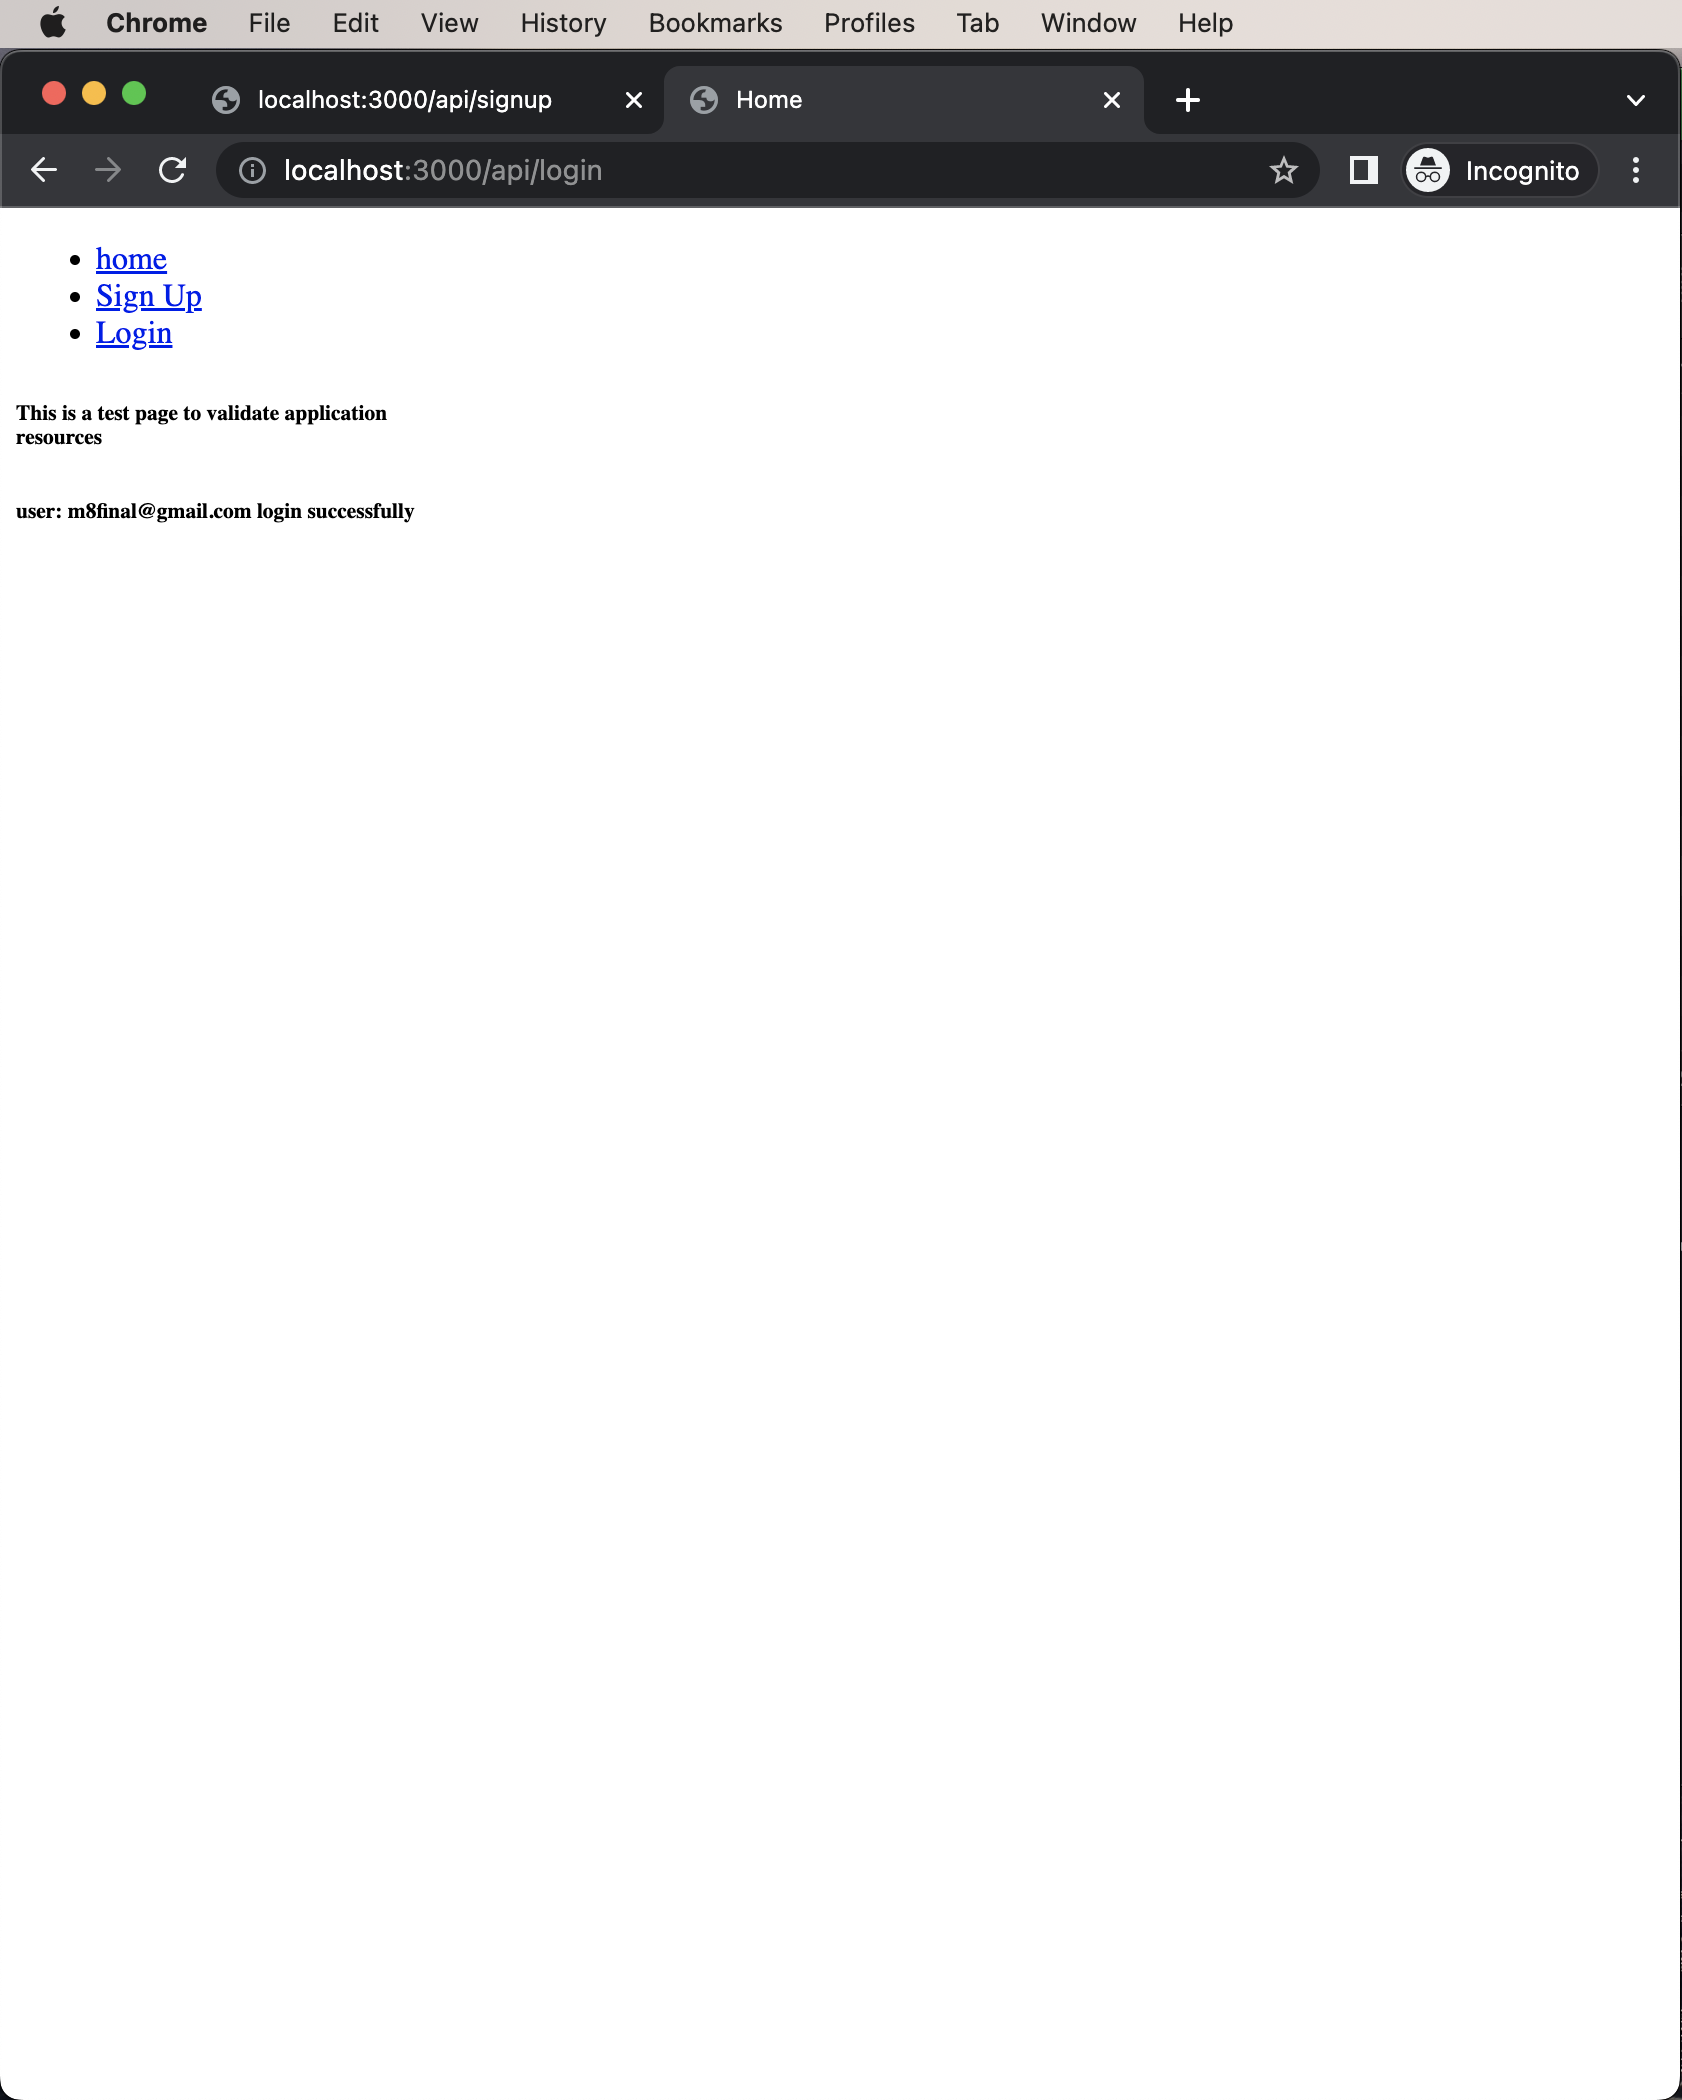 Chrome File Edit View History Bookmarks Profiles Tab Window Help
localhost:3000/api/signup Home
localhost:3000/api/login Incognito
home
Sign Up
Login
This is a test page to validate application
resources
user: m8final@gmail.com login successfully